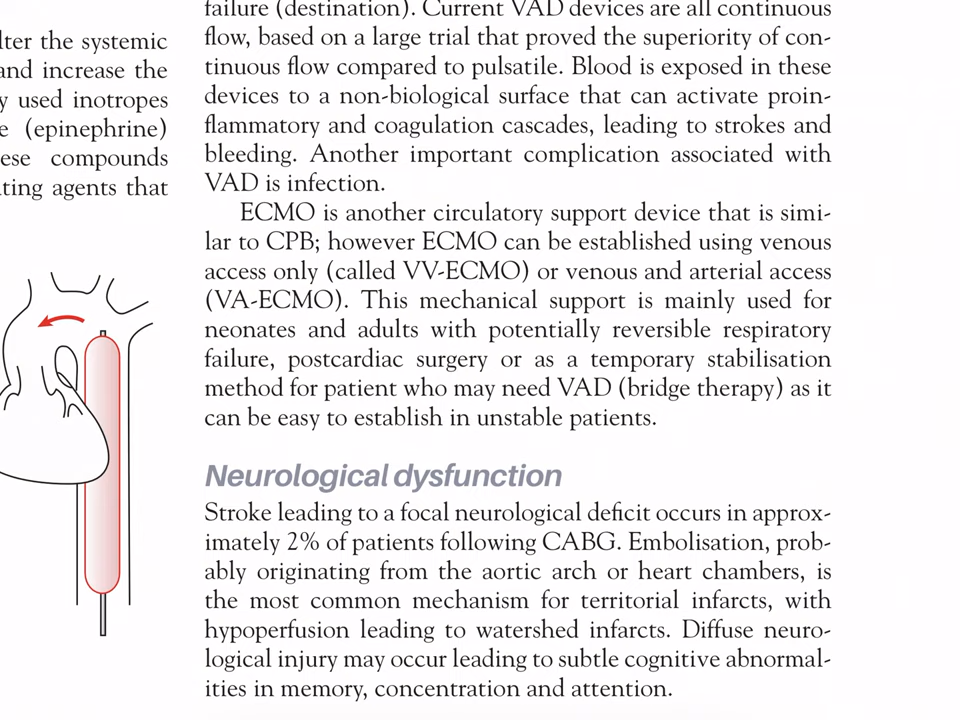 lter the systemic
and increase the
y used inotropes
e (epinephrine)
ese compounds
ting agents that
failure (destination). Current VAD devices are all continuous
flow, based on a large trial that proved the superiority of con-
tinuous flow compared to pulsatile. Blood is exposed in these
devices to a non-biological surface that can activate proin-
flammatory and coagulation cascades, leading to strokes and
bleeding. Another important complication associated with
VAD is infection.
ECMO is another circulatory support device that is simi-
lar to CPB; however ECMO can be established using venous
access only (called VV-ECMO) or venous and arterial access
(VA-ECMO). This mechanical support is mainly used for
neonates and adults with potentially reversible respiratory
failure, postcardiac surgery or as a temporary stabilisation
method for patient who may need VAD (bridge therapy) as it
can be easy to establish in unstable patients.
Neurological dysfunction
Stroke leading to a focal neurological deficit occurs in approx-
imately 2% of patients following CABG. Embolisation, prob-
ably originating from the aortic arch or heart chambers, is
the most common mechanism for territorial infarcts, with
hypoperfusion leading to watershed infarcts. Diffuse neuro-
logical injury may occur leading to subtle cognitive abnormal-
ities in memory, concentration and attention.